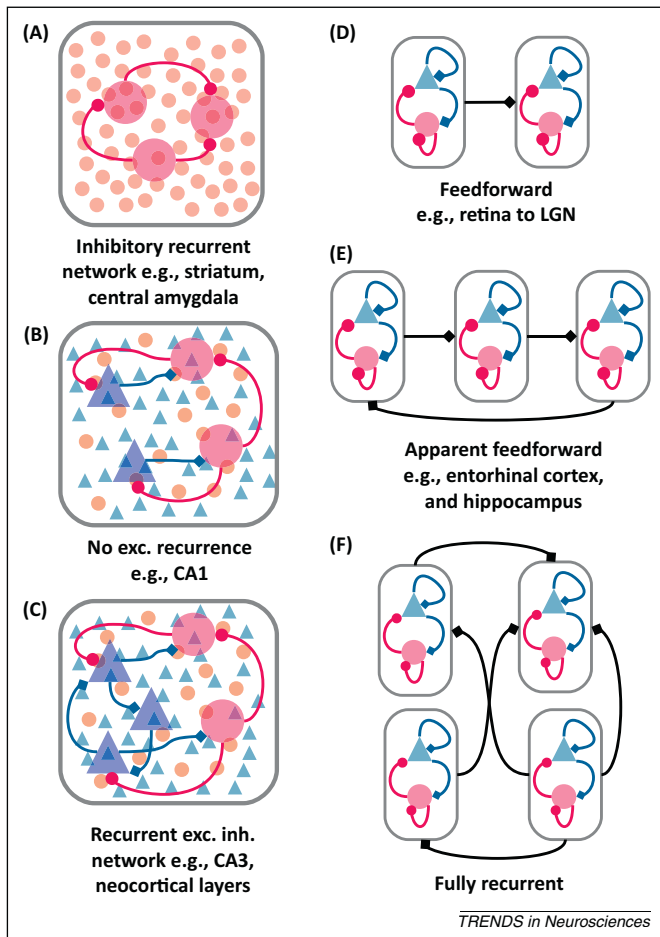 (A)
Inhibitory recurrent
network e.g., striatum,
central amygdala
(B)
No exc. recurrence
e.g., CA1
(C)
Recurrent exc. inh.
network e.g., CA3,
neocortical layers
(D)
Feedforward
e.g., retina to LGN
(E)
Apparent feedforward
e.g., entorhinal cortex,
and hippocampus
(F)
Fully recurrent
TRENDS in Neurosciences